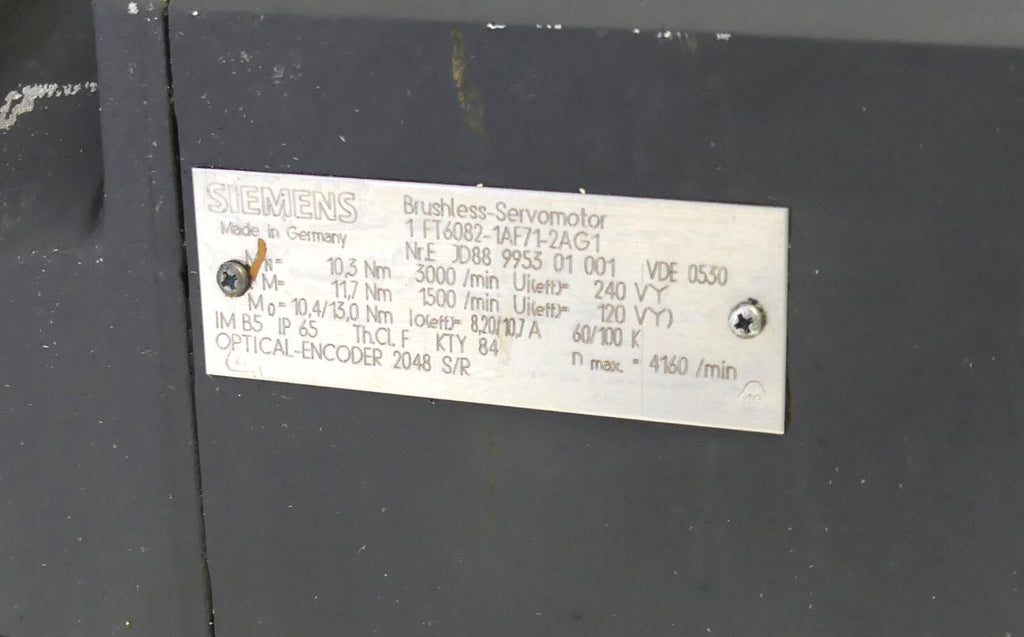 SIEMENS
Brushless-Servomotor
Made in Germany
1 FT6082-1AF71-2AG1
Nr.E JD88 9953 01 001 VDE 0530
10,3 Nm 3000 /min Ui(eff)= 240 VY
M= 11,7 Nm 1500 /min Ui(eff)= 120 VY)
Mo= 10,4/13,0 Nm Io(eff)= 8,20/10,7 A 60/100 K
IM B5 IP 65 Th.Cl. F KTY 84
OPTICAL-ENCODER 2048 S/R
n max. = 4160 /min